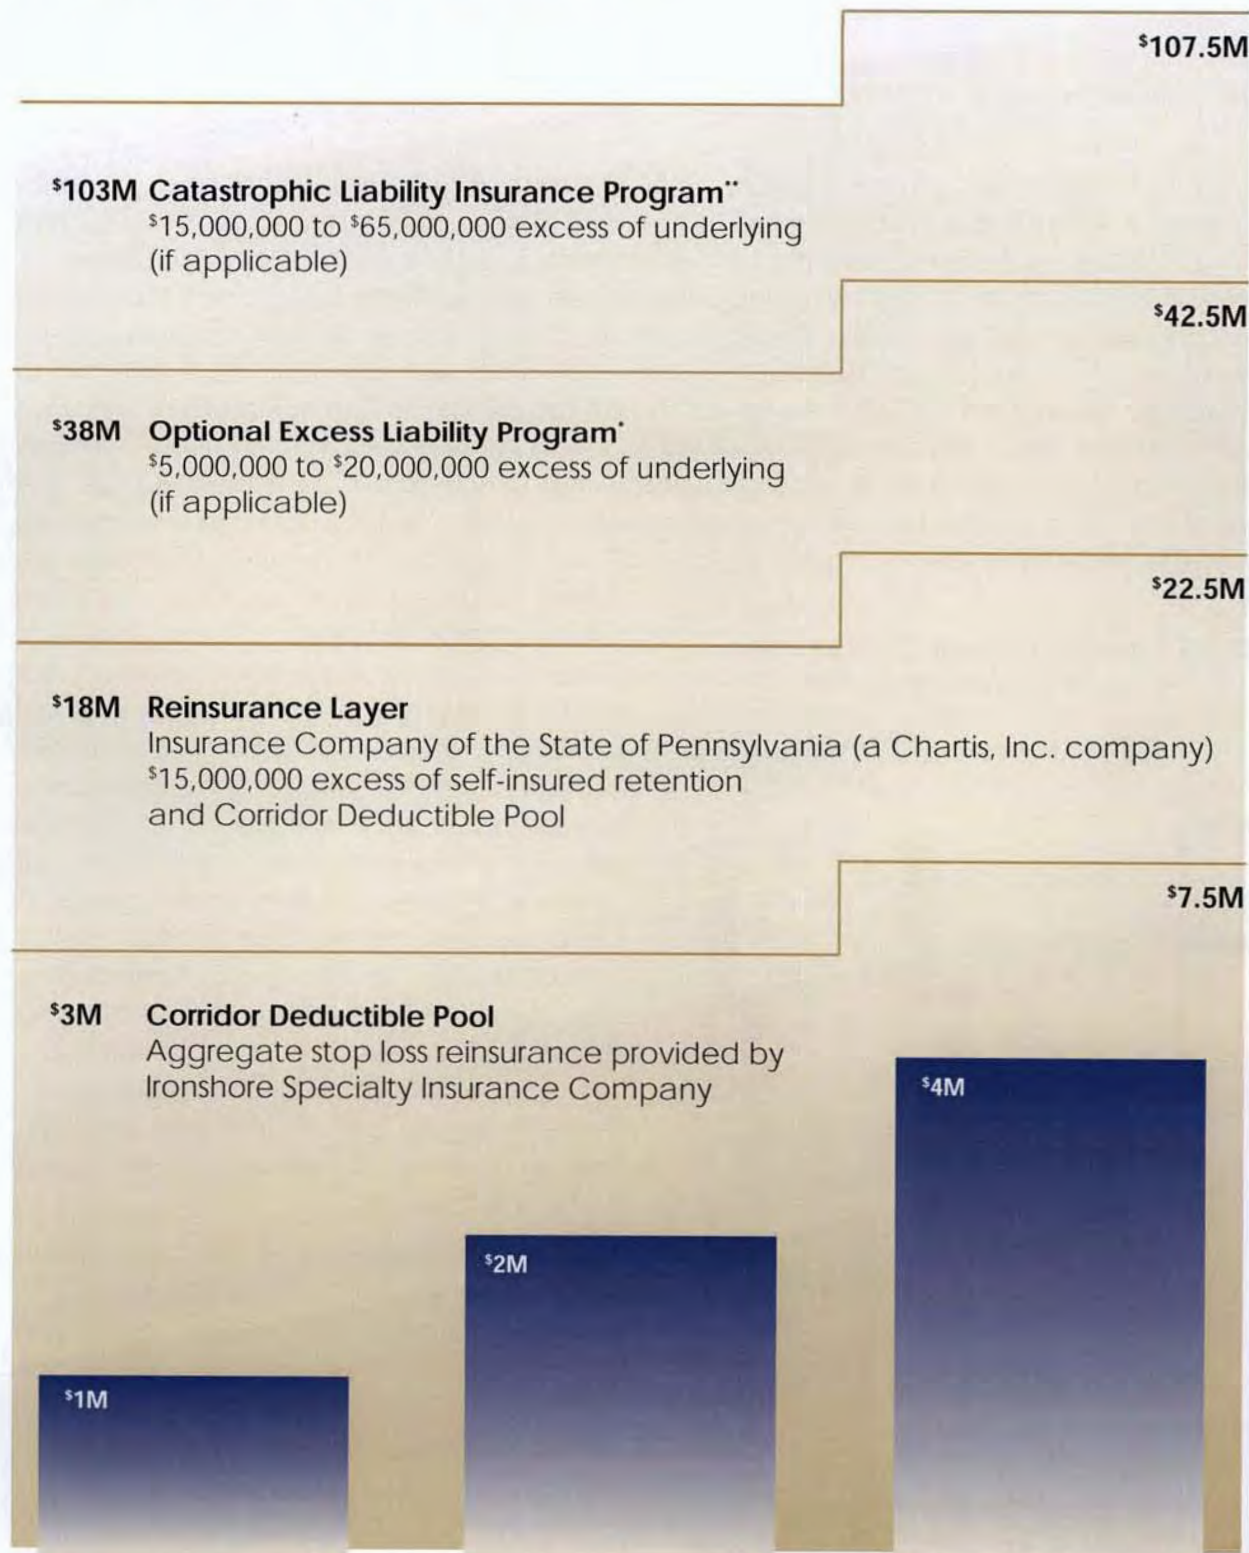 $107.5M
$103M Catastrophic Liability Insurance Program**
$15,000,000 to $65,000,000 excess of underlying
(if applicable)
$42.5M
$38M Optional Excess Liability Program*
$5,000,000 to $20,000,000 excess of underlying
(if applicable)
$22.5M
$18M Reinsurance Layer
Insurance Company of the State of Pennsylvania (a Chartis, Inc. company)
$15,000,000 excess of self-insured retention
and Corridor Deductible Pool
$7.5M
$3M Corridor Deductible Pool
Aggregate stop loss reinsurance provided by
Ironshore Specialty Insurance Company
$4M
$2M
$1M